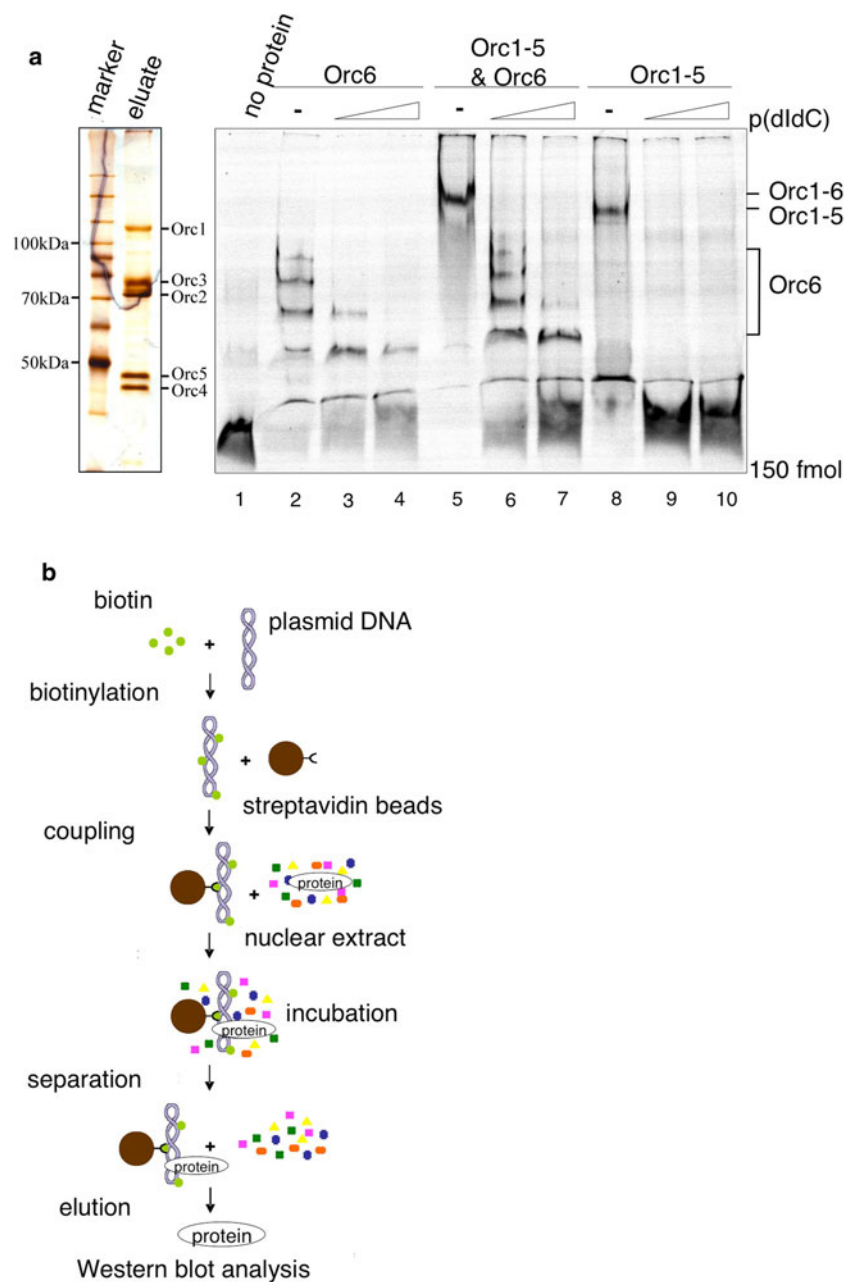 a
marker
eluate
no protein
Orc6
Orc1-5
& Orc6
Orc1-5
-
-
-
p(dIdC)
Orc1
100kDa
Orc3
70kDa
Orc2
50kDa
Orc5
Orc4
Orc1-6
Orc1-5
Orc6
150 fmol
1 2 3 4 5 6 7 8 9 10
b
biotin
+
plasmid DNA
biotinylation
+
streptavidin beads
coupling
+
protein
nuclear extract
protein
incubation
separation
+
protein
elution
protein
Western blot analysis